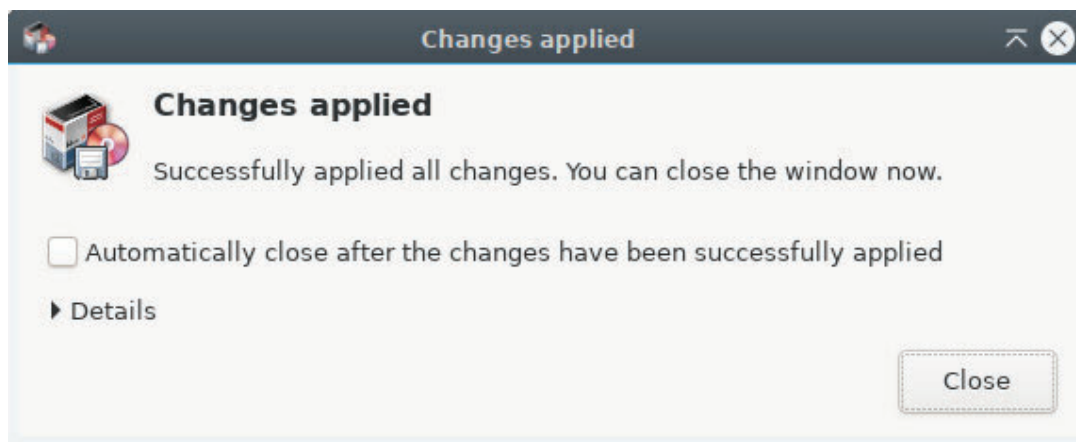 Changes applied
Changes applied
Successfully applied all changes. You can close the window now.
Automatically close after the changes have been successfully applied
Details
Close